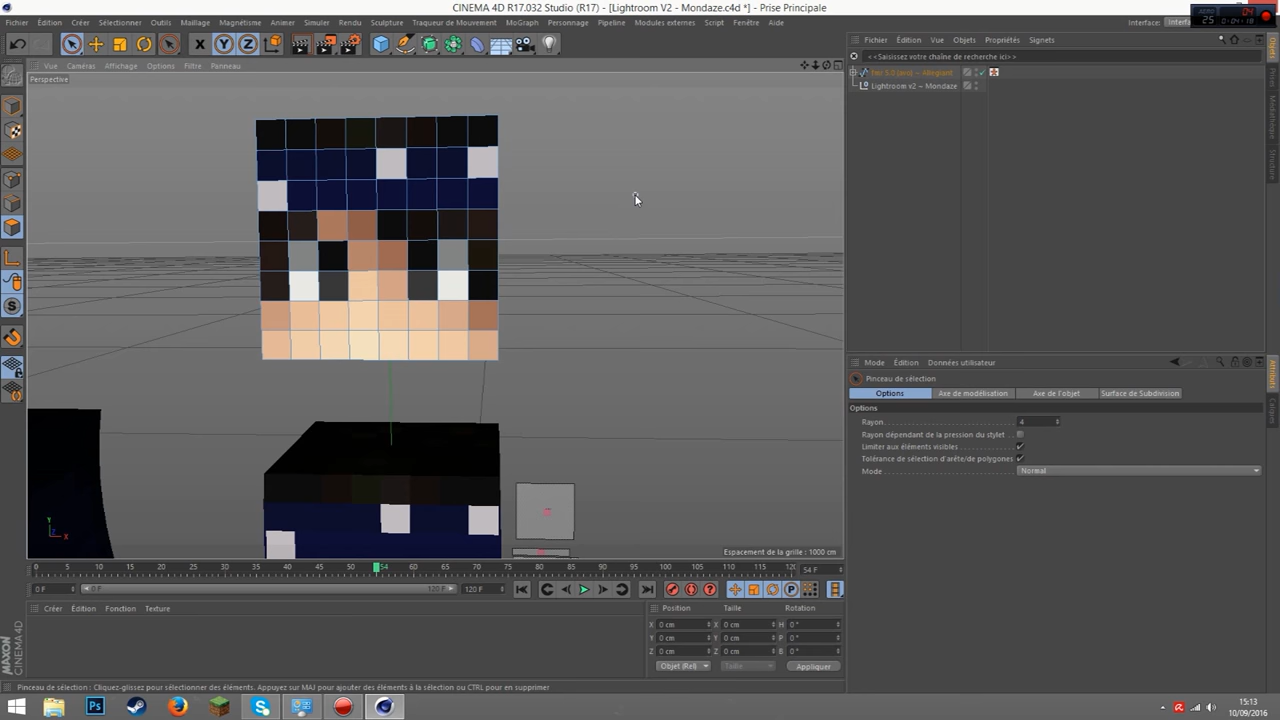 CINEMA 4D R17.032 Studio (R17) - [Lightroom V2 - Mondaze.c4d *] - Prise Principale
Fichier Édition Créer Sélectionner Outils Maillage Magnétisme Animer Simuler Rendu Sculpture Traqueur de Mouvement MoGraph Personnage Pipeline Modules externes Script Fenêtre Aide Interface:
Vue Caméras Affichage Options Filtre Panneau
Perspective
Fichier Édition Vue Objets Propriétés Signets
<<Saisissez votre chaîne de recherche ici>>
Lightroom v2 ~ Mondaze
Objets
Structure
Mode Édition Données utilisateur
Pinceau de sélection
Options Axe de modélisation Axe de l'objet Surface de Subdivision
Options
Rayon 4
Rayon dépendant de la pression du stylet
Limiter aux éléments visibles
Tolérance de sélection d'arête/de polygones
Mode Normal
Attributs
Y
X
Espacement de la grille : 1000 cm
0 5 10 15 20 25 30 35 40 45 50 54 60 65 70 75 80 85 90 95 100 105 110 115 120 54 F
0 F 0 F 120 F 120 F
Créer Édition Fonction Texture
Position Taille Rotation
X 0 cm X 0 cm H 0 °
Y 0 cm Y 0 cm P 0 °
Z 0 cm Z 0 cm B 0 °
Objet (Rel) Taille Appliquer
MAXON CINEMA 4D
Pinceau de sélection : Cliquez-glissez pour sélectionner des éléments. Appuyez sur MAJ pour ajouter des éléments à la sélection ou CTRL pour en supprimer
15:13
10/09/2016